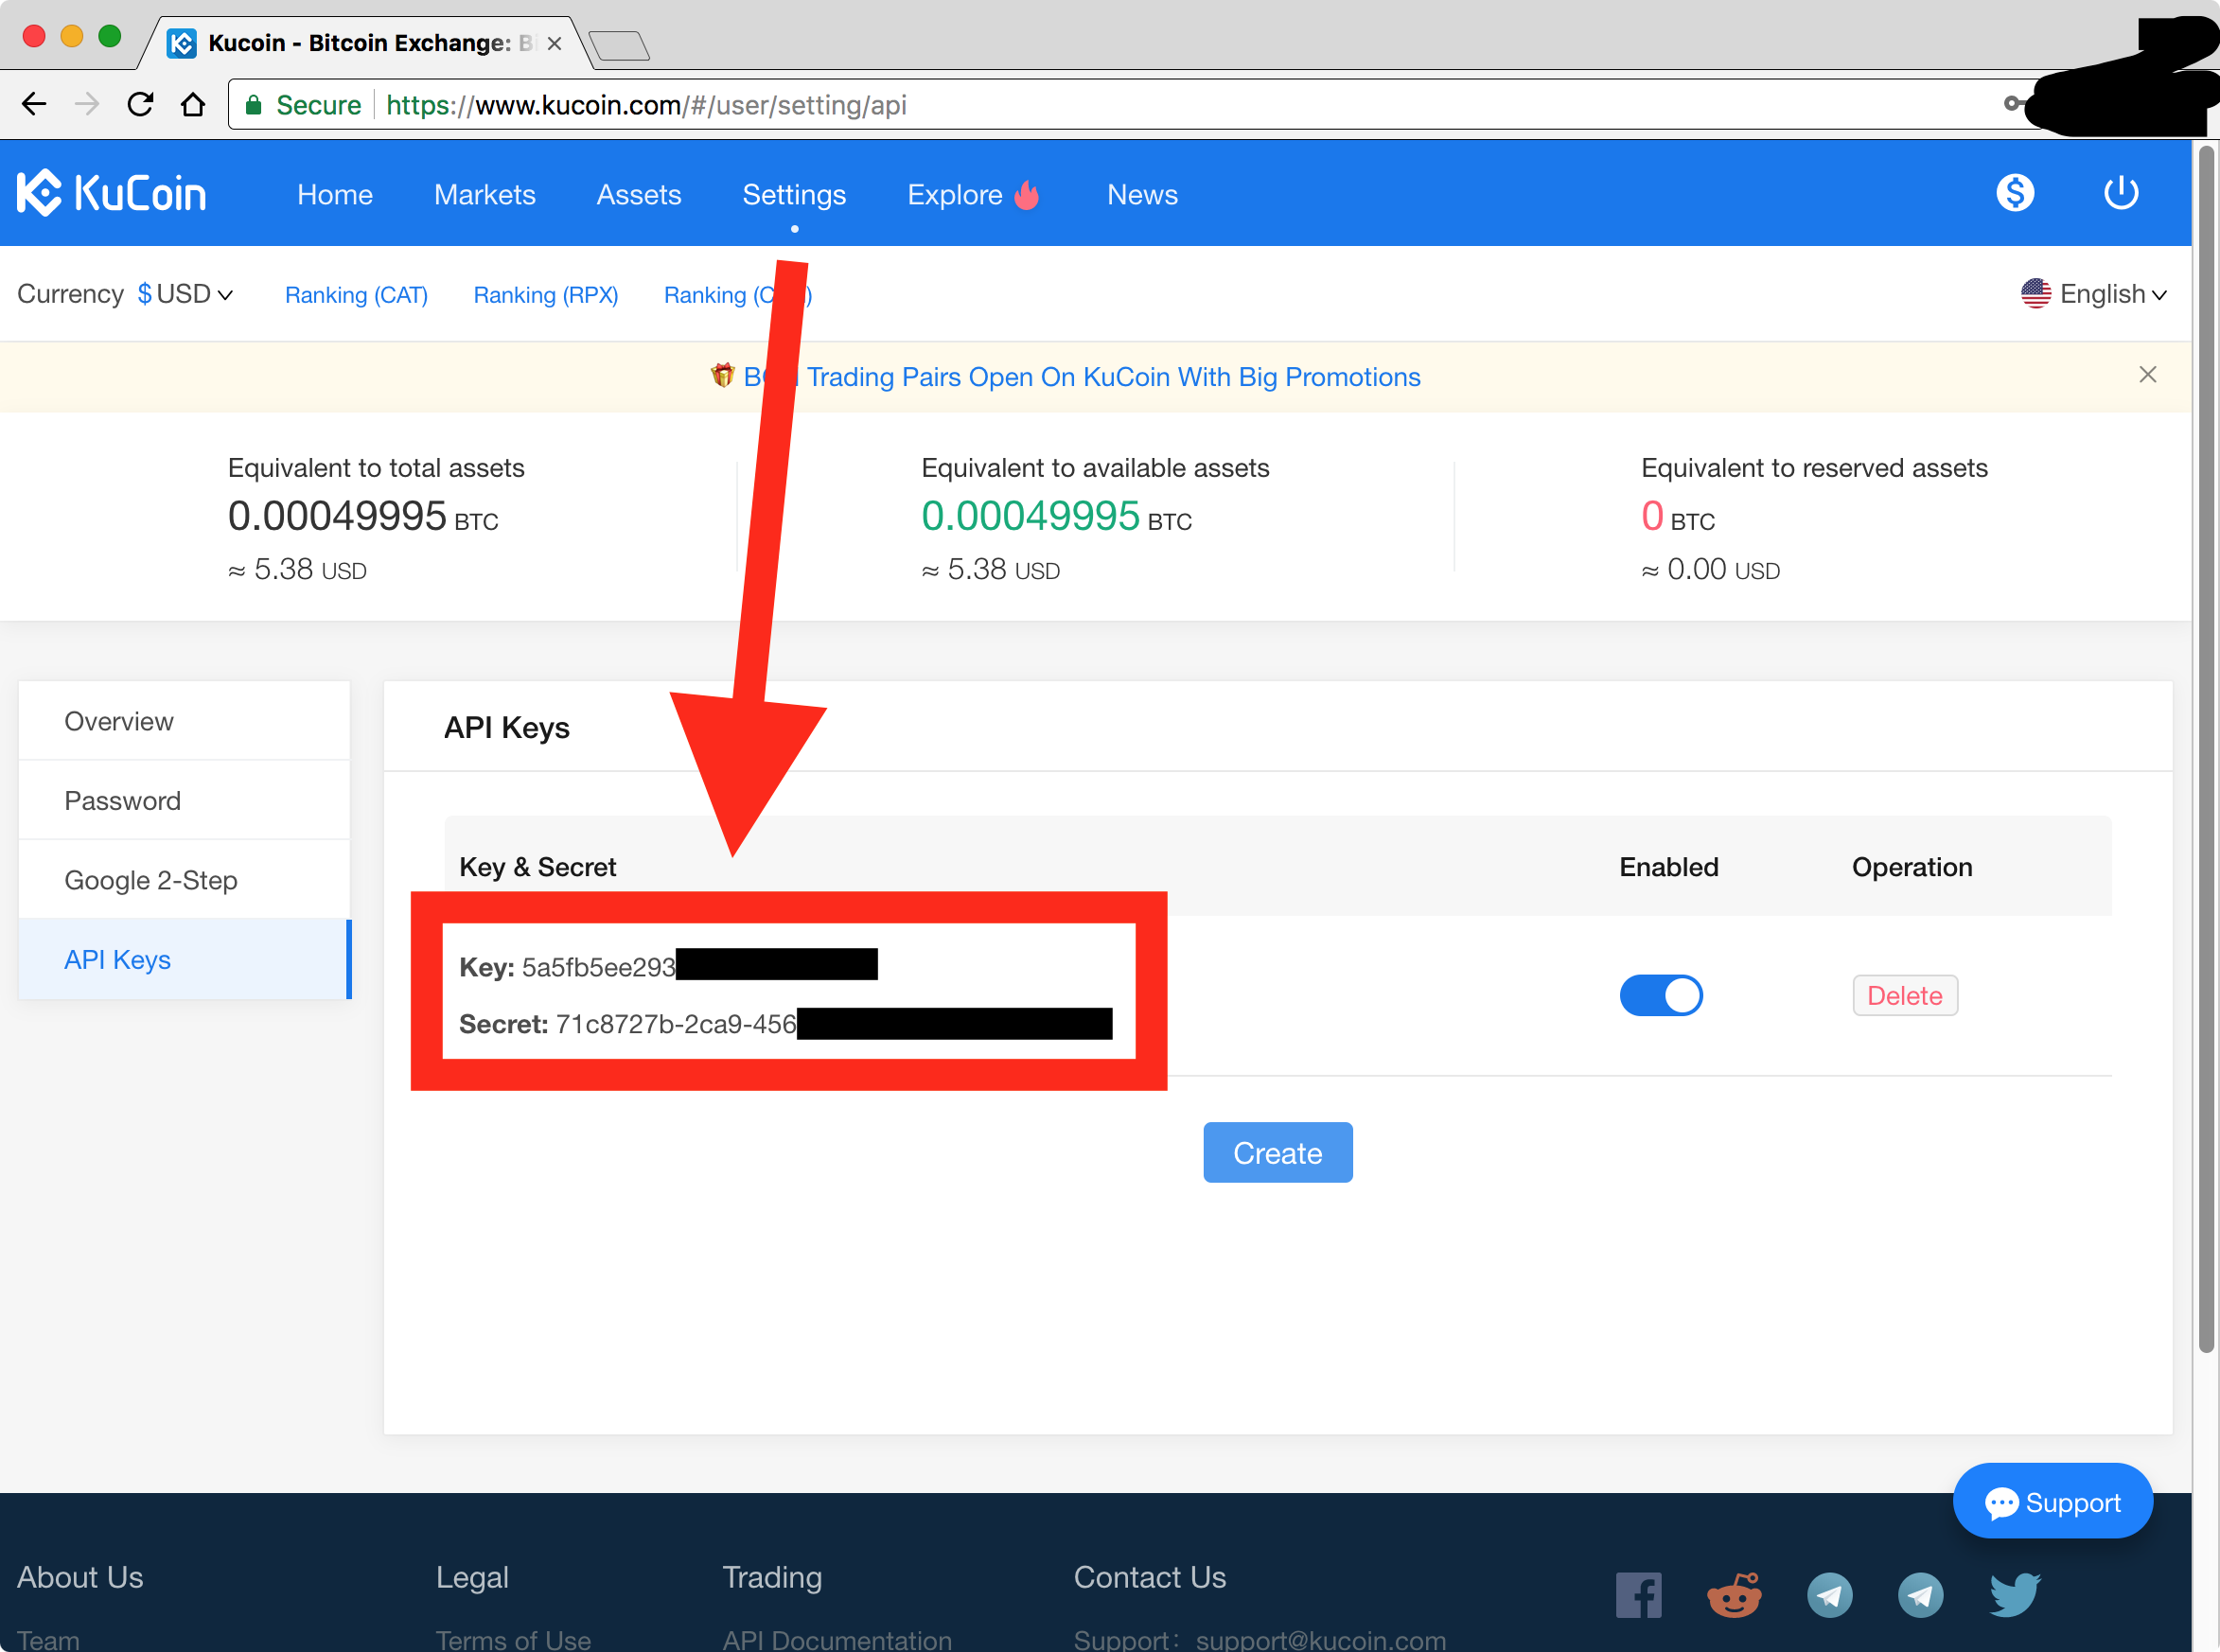 Kucoin - Bitcoin Exchange: Bi
Secure https://www.kucoin.com/#/user/setting/api
KuCoin Home Markets Assets Settings Explore News
Currency $ USD Ranking (CAT) Ranking (RPX) Ranking ( English
Trading Pairs Open On KuCoin With Big Promotions
Equivalent to total assets Equivalent to available assets Equivalent to reserved assets
0.00049995 BTC 0.00049995 BTC 0 BTC
≈ 5.38 USD ≈ 5.38 USD ≈ 0.00 USD
Overview
Password
Google 2-Step
API Keys
API Keys
Key & Secret Enabled Operation
Key: 5a5fb5ee293
Secret: 71c8727b-2ca9-456
Delete
Create
Support
About Us Legal Trading Contact Us
Team Terms of Use API Documentation Support: support@kucoin.com